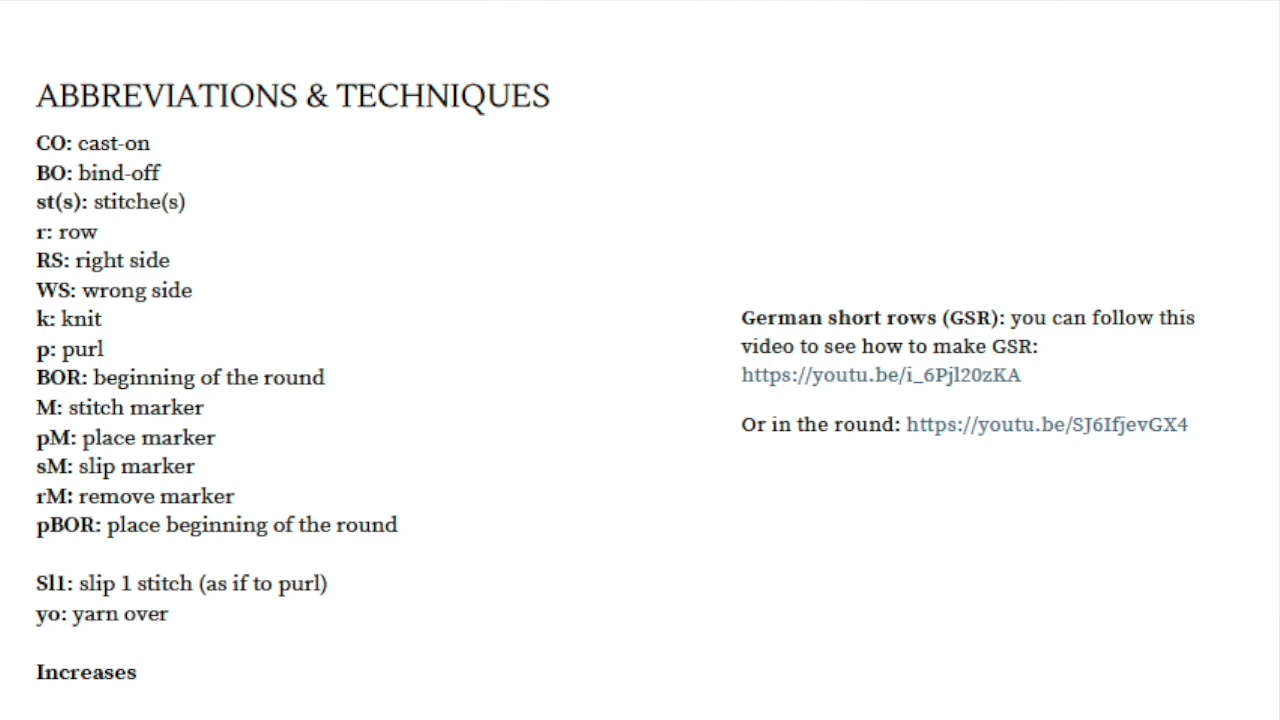 ABBREVIATIONS & TECHNIQUES
CO: cast-on
BO: bind-off
st(s): stitche(s)
r: row
RS: right side
WS: wrong side
k: knit
p: purl
BOR: beginning of the round
M: stitch marker
pM: place marker
sM: slip marker
rM: remove marker
pBOR: place beginning of the round
Sl1: slip 1 stitch (as if to purl)
yo: yarn over
Increases
German short rows (GSR): you can follow this
video to see how to make GSR:
https://youtu.be/i_6Pjl20zKA
Or in the round: https://youtu.be/SJ6IfjevGX4